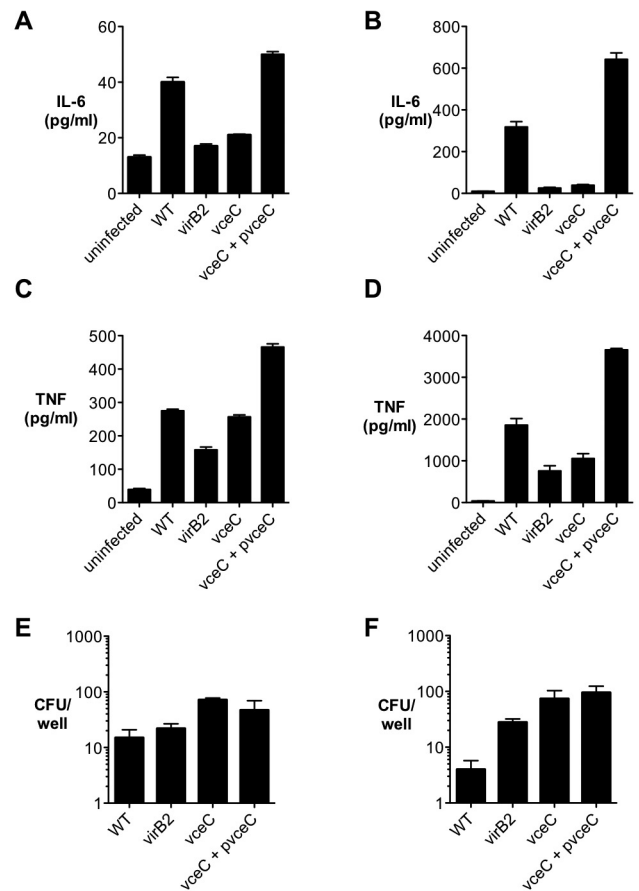 A
IL-6
(pg/ml)
60
40
20
0
uninfected
WT
virB2
vceC
vceC + pvceC
B
IL-6
(pg/ml)
800
600
400
200
0
uninfected
WT
virB2
vceC
vceC + pvceC
C
TNF
(pg/ml)
500
400
300
200
100
0
uninfected
WT
virB2
vceC
vceC + pvceC
D
TNF
(pg/ml)
4000
3000
2000
1000
0
uninfected
WT
virB2
vceC
vceC + pvceC
E
CFU/
well
1000
100
10
1
WT
virB2
vceC
vceC + pvceC
F
CFU/
well
1000
100
10
1
WT
virB2
vceC
vceC + pvceC